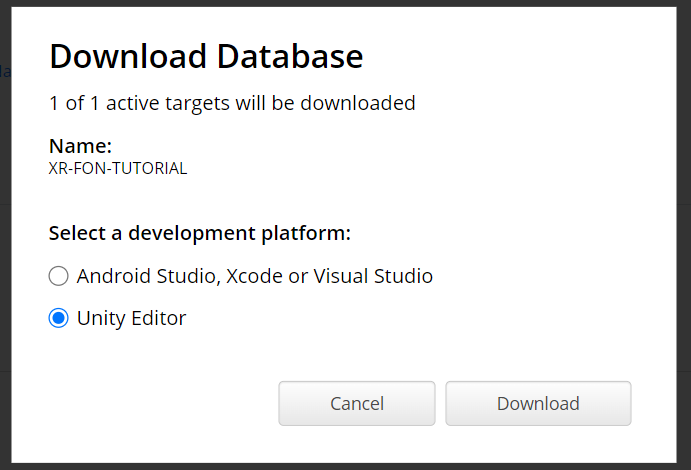 Download Database
1 of 1 active targets will be downloaded
Name:
XR-FON-TUTORIAL
Select a development platform:
Android Studio, Xcode or Visual Studio
Unity Editor
Cancel
Download